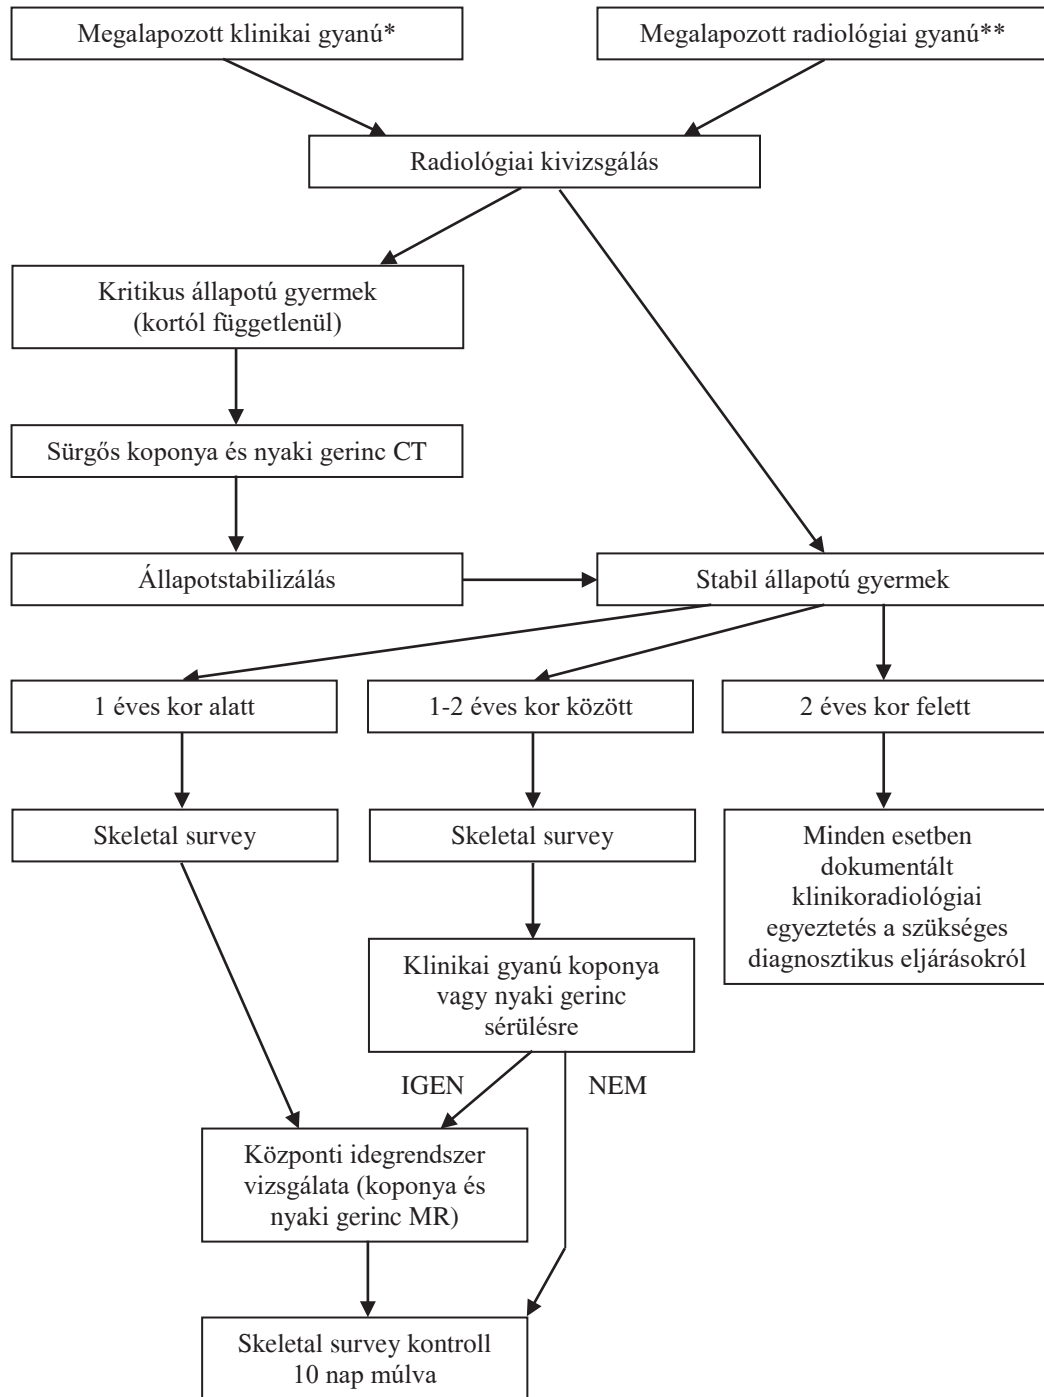 Megalapozott klinikai gyanú*
Megalapozott radiológiai gyanú**
Radiológiai kivizsgálás
Kritikus állapotú gyermek
(kortól függetlenül)
Sürgős koponya és nyaki gerinc CT
Állapotstabilizálás
Stabil állapotú gyermek
1 éves kor alatt
1-2 éves kor között
2 éves kor felett
Skeletal survey
Skeletal survey
Minden esetben
dokumentált
klinikoradiológiai
egyeztetés a szükséges
diagnosztikus eljárásokról
Klinikai gyanú koponya
vagy nyaki gerinc
sérülésre
IGEN
NEM
Központi idegrendszer
vizsgálata (koponya és
nyaki gerinc MR)
Skeletal survey kontroll
10 nap múlva